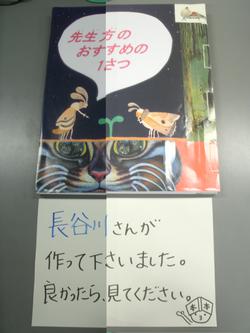 先生方の
おすすめの
1さつ
長谷川さんが
作って下さいました。
良かったら、見てください。